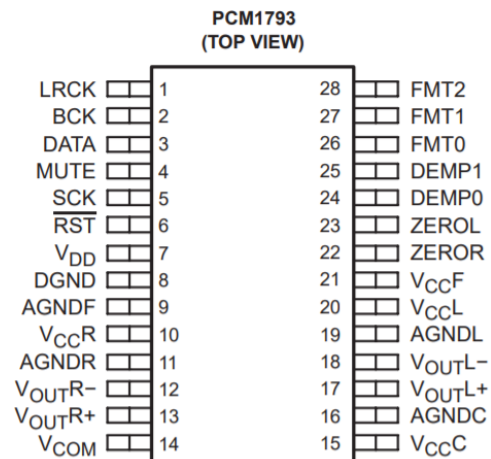 PCM1793
(TOP VIEW)
LRCK 1 28 FMT2
BCK 2 27 FMT1
DATA 3 26 FMT0
MUTE 4 25 DEMP1
SCK 5 24 DEMP0
R̅S̅T̅ 6 23 ZEROL
VDD 7 22 ZEROR
DGND 8 21 VCCF
AGNDF 9 20 VCCL
VCCR 10 19 AGNDL
AGNDR 11 18 VOUTL−
VOUTR− 12 17 VOUTL+
VOUTR+ 13 16 AGNDC
VCOM 14 15 VCCC